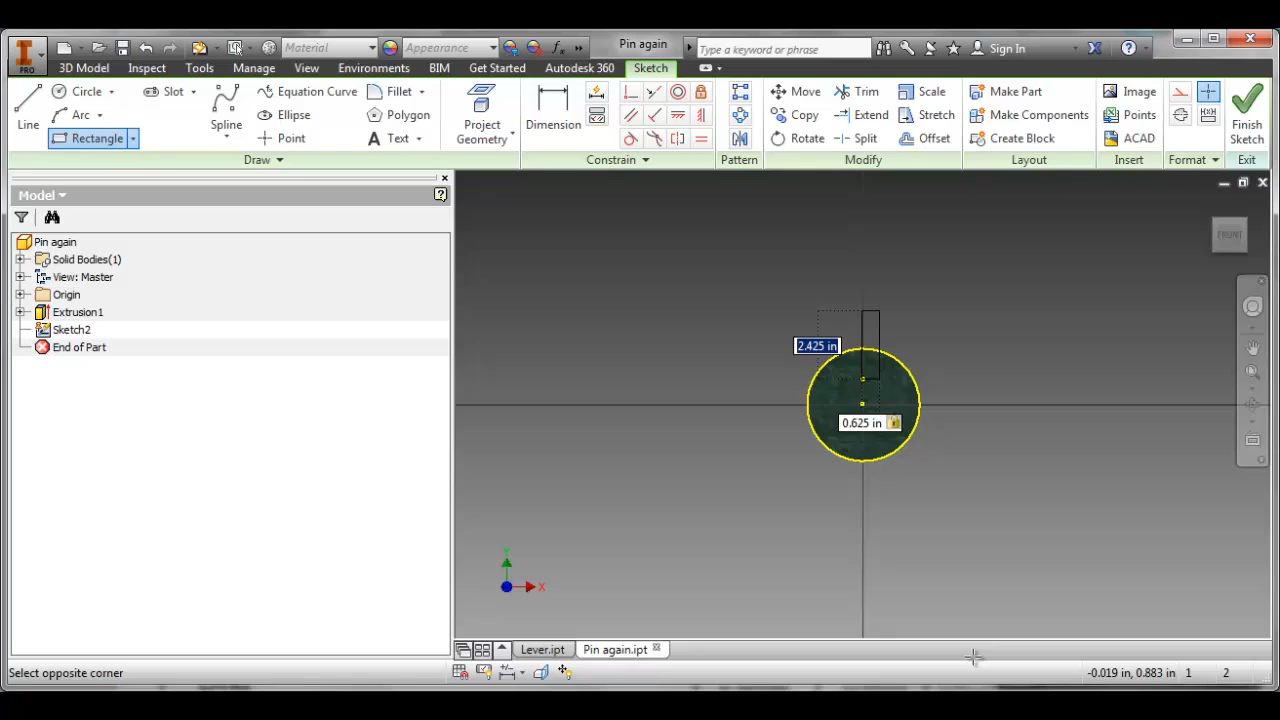 Material
Appearance
Pin again
Type a keyword or phrase
Sign In
PRO
3D Model
Inspect
Tools
Manage
View
Environments
BIM
Get Started
Autodesk 360
Sketch
Line
Circle
Arc
Rectangle
Slot
Spline
Equation Curve
Ellipse
Point
Fillet
Polygon
Text
Project
Geometry
Dimension
Move
Copy
Rotate
Trim
Extend
Split
Scale
Stretch
Offset
Make Part
Make Components
Create Block
Image
Points
ACAD
Finish
Sketch
Draw
Constrain
Pattern
Modify
Layout
Insert
Format
Exit
Model
Pin again
Solid Bodies(1)
View: Master
Origin
Extrusion1
Sketch2
End of Part
FRONT
2.425 in
0.625 in
Y
X
Lever.ipt
Pin again.ipt
Select opposite corner
-0.019 in, 0.883 in 1 2